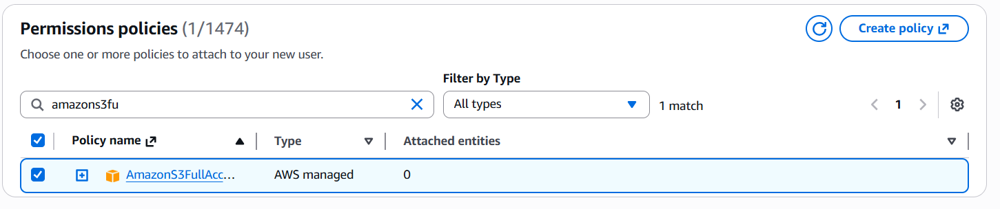 Permissions policies (1/1474)
Create policy
Choose one or more policies to attach to your new user.
Filter by Type
amazons3fu
All types
1 match
1
Policy name
Type
Attached entities
AmazonS3FullAcc...
AWS managed
0